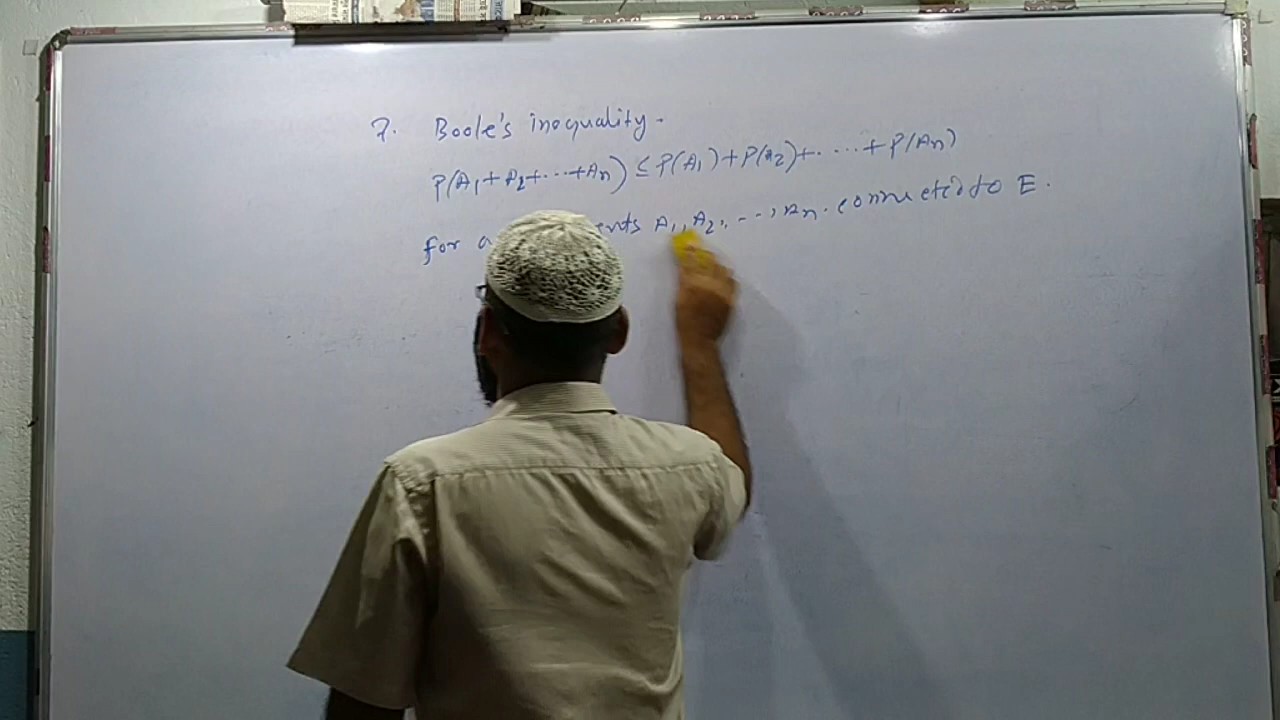 7. Boole's inequality.
P(A1+A2+...+An) ≤ P(A1)+P(A2)+....+P(An)
for A1, A2, ..., An. connected to E.